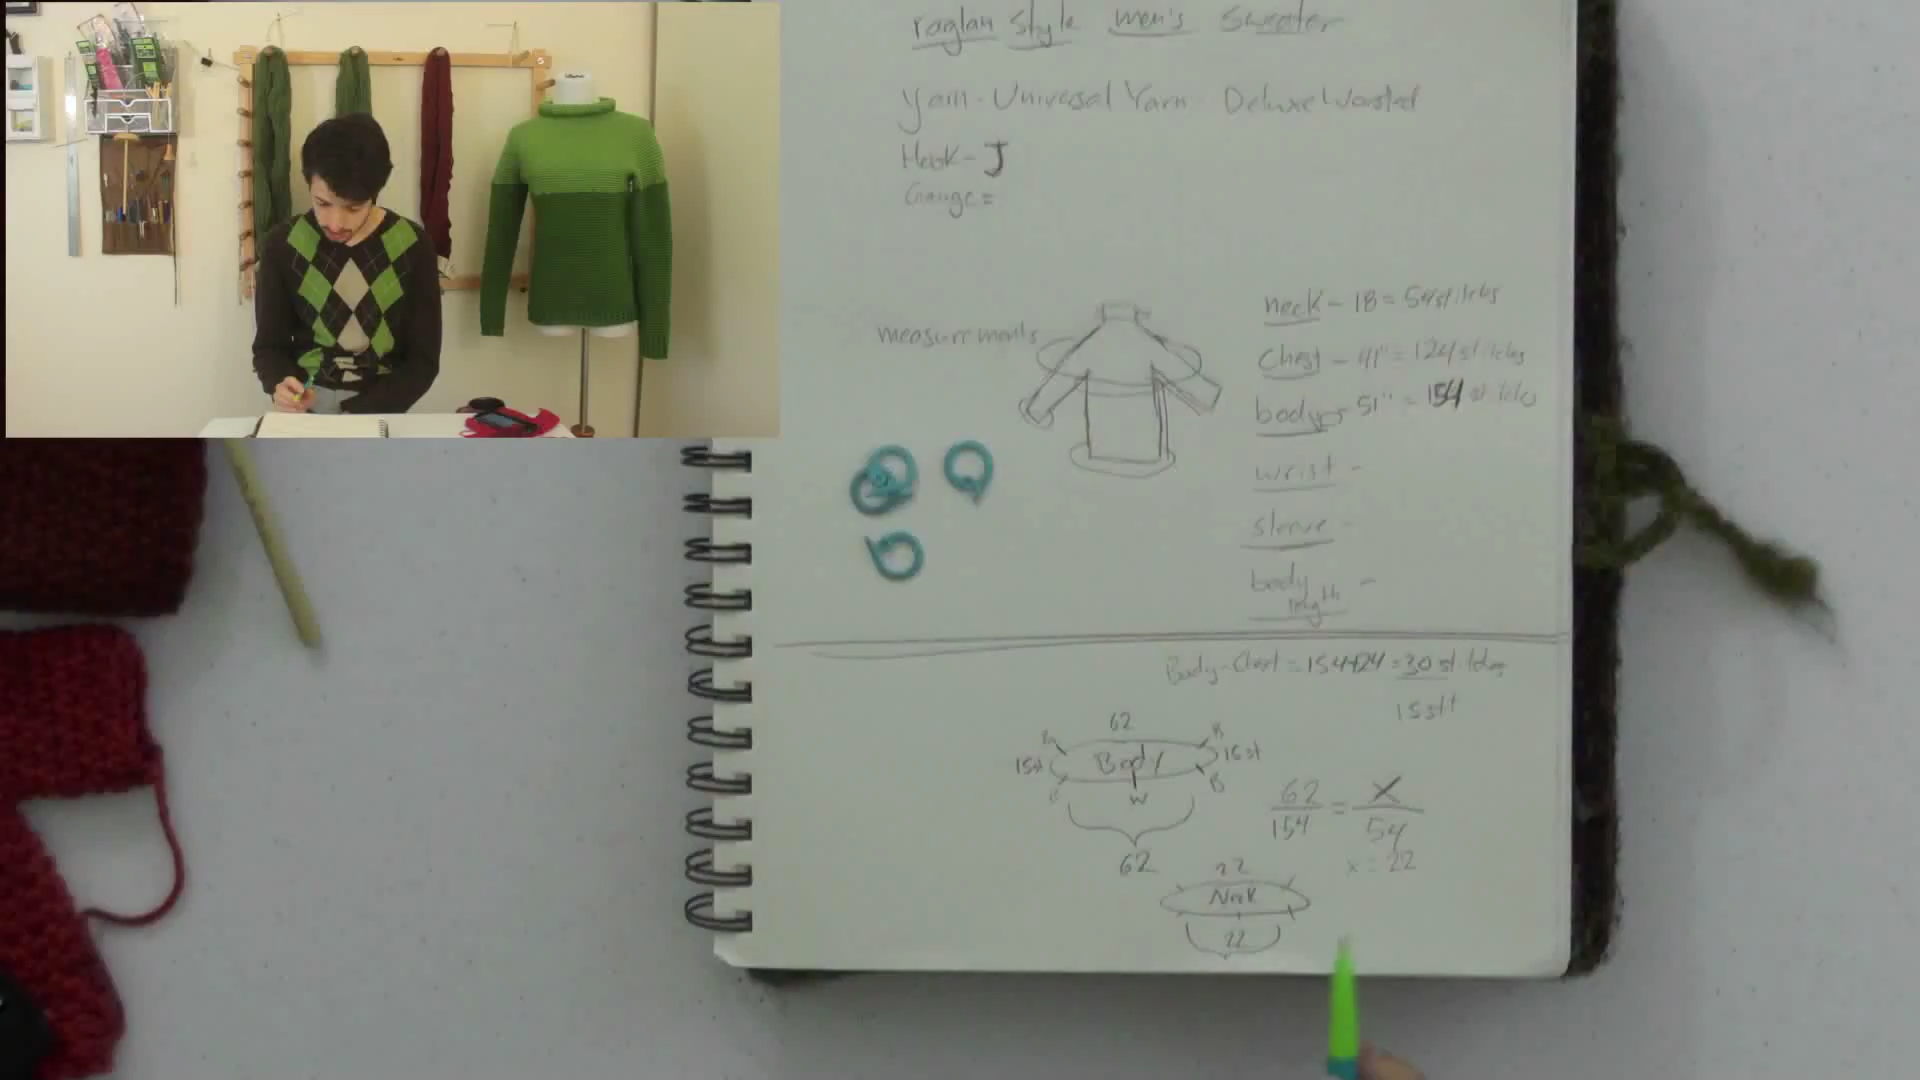 raglan style men's sweater
Yarn - Universal Yarn - Deluxe Worsted
Hook - J
Gauge =
measurements
neck - 18 = 54 stitches
chest - 41" = 124 stitches
body - 51" = 154 stitches
wrist -
sleeve -
body length -
Body - Chest = 154-124 = 30 stitches
15 st
62
15st Body 15 st
B
W
62
62/154 = X/54
x = 22
22
Neck
22